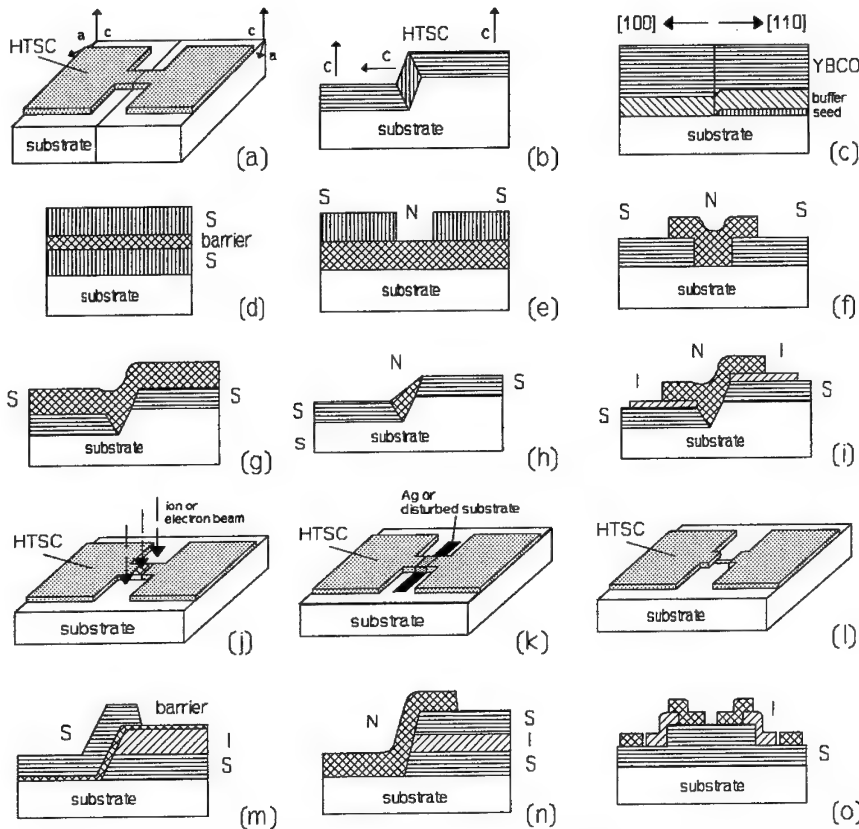 HTSC
a
c
c
a
substrate
(a)
c
c
c
HTSC
substrate
(b)
[100]
[110]
YBCO
buffer
seed
substrate
(c)
S
barrier
S
substrate
(d)
S
N
S
substrate
(e)
S
N
S
substrate
(f)
S
S
substrate
(g)
N
S
S
S
substrate
(h)
N
I
I
S
S
substrate
(i)
ion or
electron beam
HTSC
substrate
(j)
Ag or
disturbed substrate
HTSC
substrate
(k)
HTSC
substrate
(l)
barrier
S
I
S
substrate
(m)
N
S
I
S
substrate
(n)
I
S
substrate
(o)